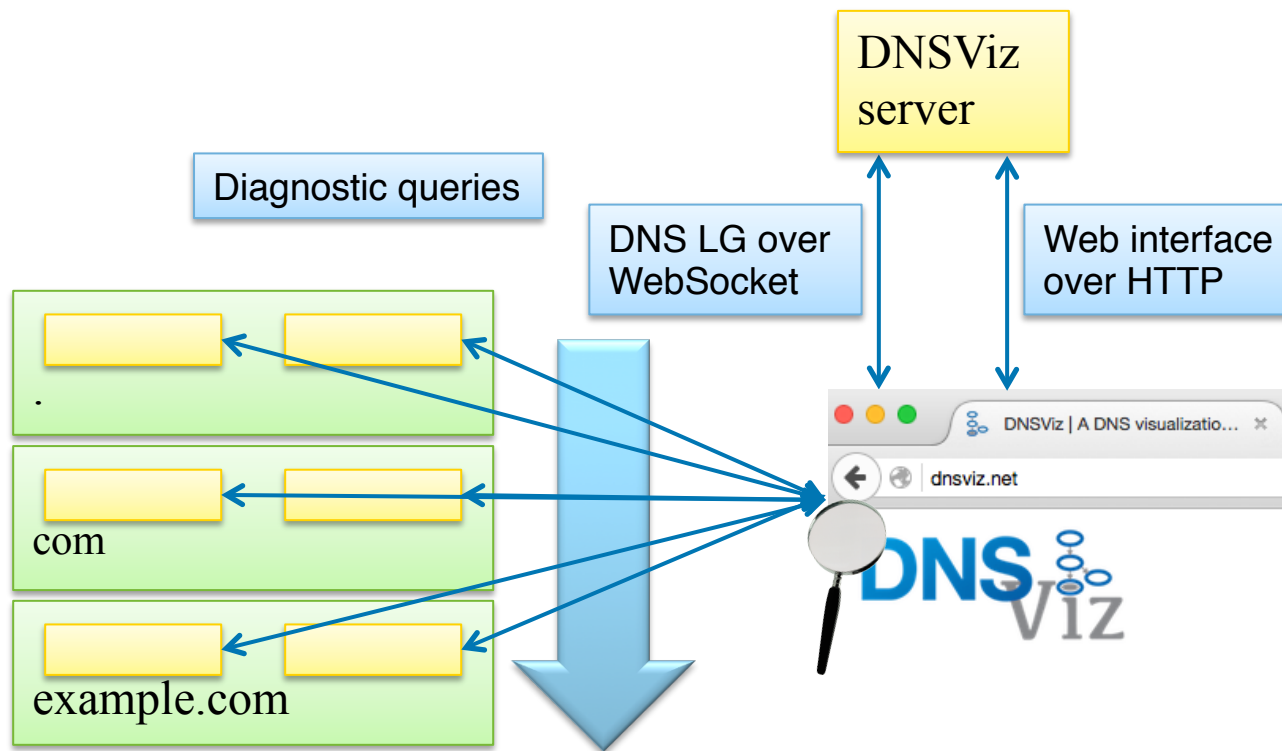 DNSViz
server
Diagnostic queries
DNS LG over
WebSocket
Web interface
over HTTP
.
com
example.com
DNSViz | A DNS visualizatio...
dnsviz.net
DNS
Viz